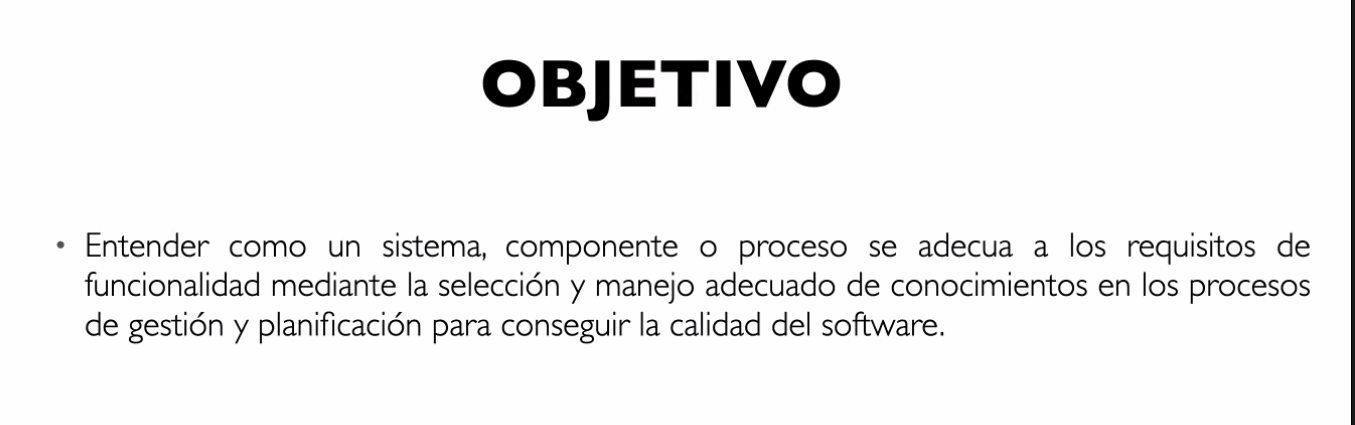 OBJETIVO
• Entender como un sistema, componente o proceso se adecua a los requisitos de
funcionalidad mediante la selección y manejo adecuado de conocimientos en los procesos
de gestión y planificación para conseguir la calidad del software.